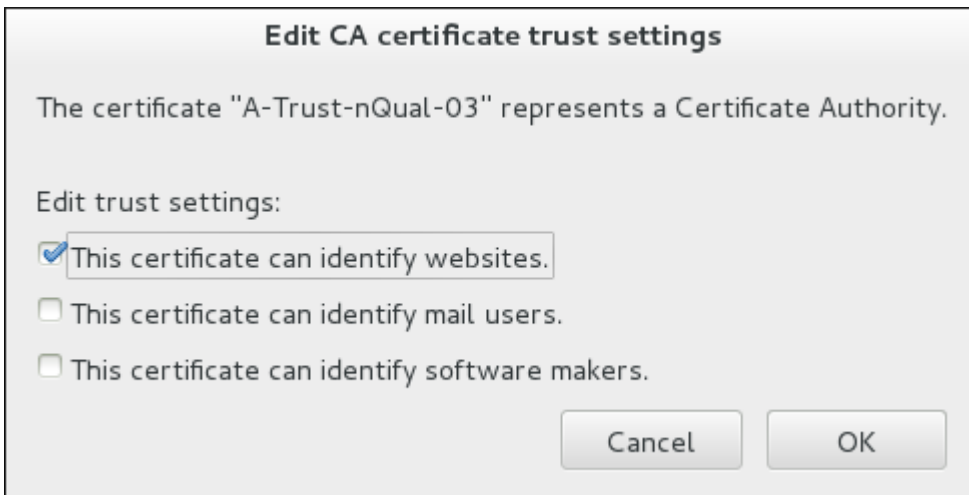 Edit CA certificate trust settings
The certificate "A-Trust-nQual-03" represents a Certificate Authority.
Edit trust settings:
This certificate can identify websites.
This certificate can identify mail users.
This certificate can identify software makers.
Cancel OK